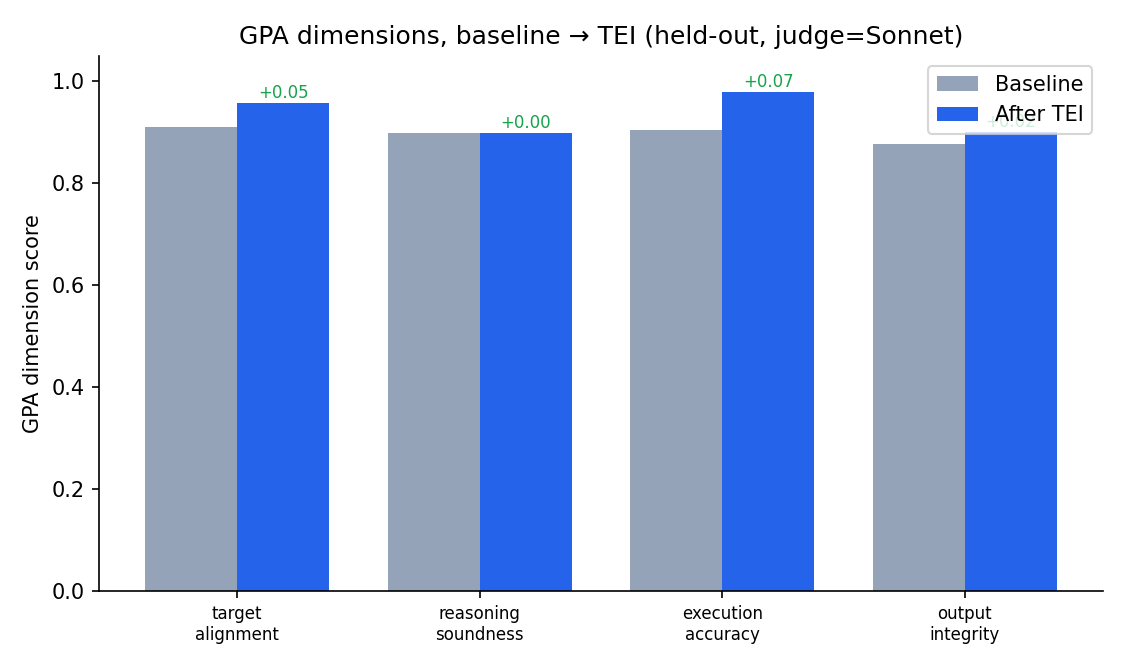 GPA dimensions, baseline → TEI (held-out, judge=Sonnet)
GPA dimension score
1.0
0.8
0.6
0.4
0.2
0.0
+0.05
+0.00
+0.07
Baseline
After TEI
+0.02
target
alignment
reasoning
soundness
execution
accuracy
output
integrity